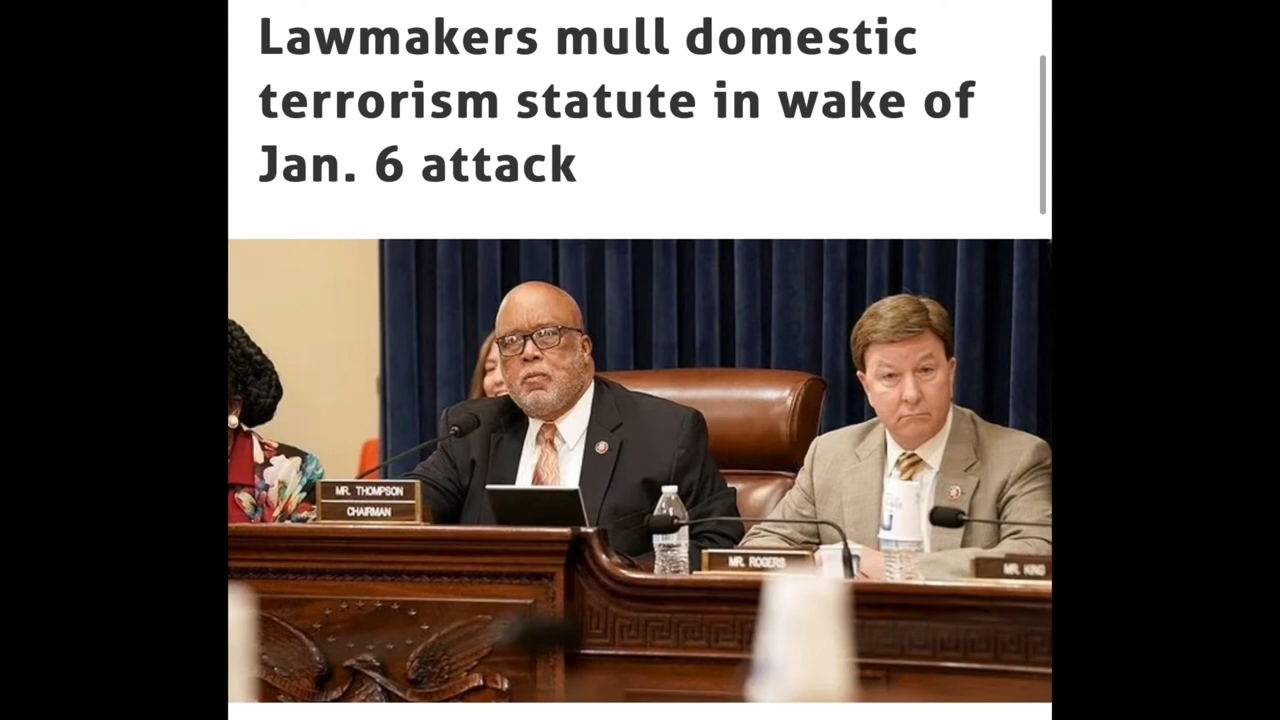 Lawmakers mull domestic
terrorism statute in wake of
Jan. 6 attack
MR. THOMPSON
CHAIRMAN
MR. ROGERS
MR. KING